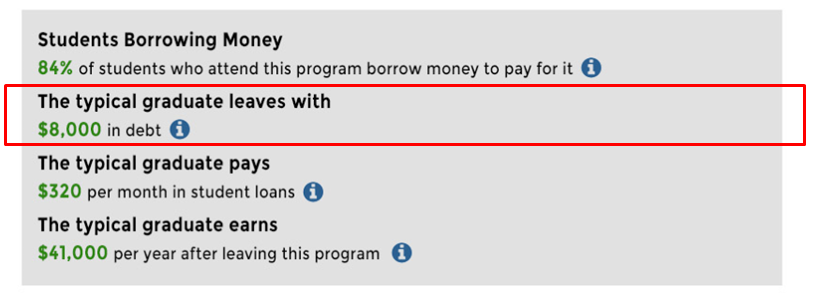 Students Borrowing Money
84% of students who attend this program borrow money to pay for it i
The typical graduate leaves with
$8,000 in debt i
The typical graduate pays
$320 per month in student loans i
The typical graduate earns
$41,000 per year after leaving this program i